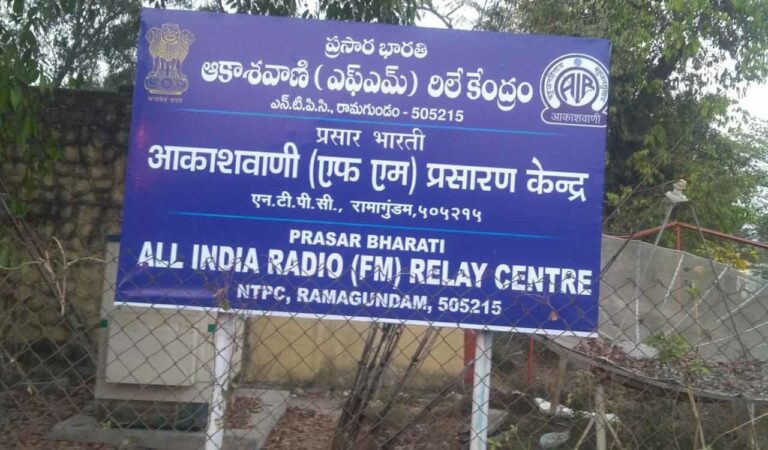 ప్రసార భారతి
ఆకాశవాణి (ఎఫ్ఎమ్) రిలే కేంద్రం
ఎన్.టి.పి.సి., రామగుండం - 505215
AIR
आकाशवाणी
प्रसार भारती
आकाशवाणी (एफ एम) प्रसारण केन्द्र
एन.टी.पी.सी., रामागुंडम,५०५२१५
PRASAR BHARATI
ALL INDIA RADIO (FM) RELAY CENTRE
NTPC, RAMAGUNDAM, 505215